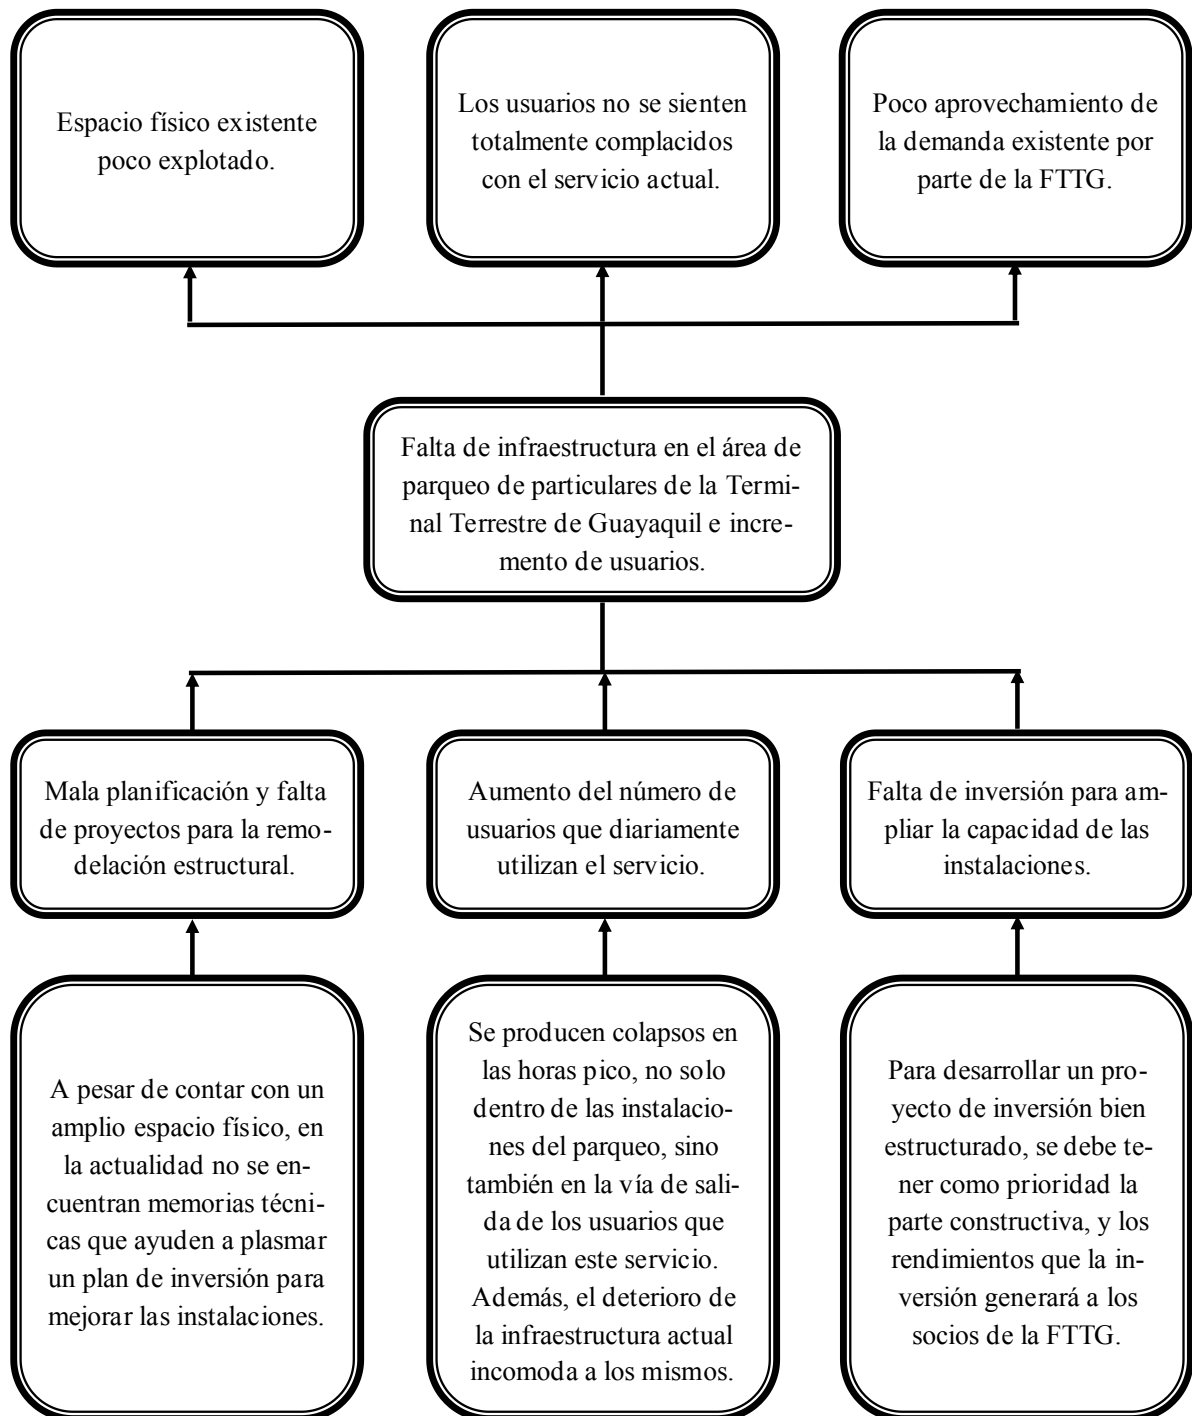 Espacio físico existente
poco explotado.
Los usuarios no se sienten
totalmente complacidos
con el servicio actual.
Poco aprovechamiento de
la demanda existente por
parte de la FTTG.
Falta de infraestructura en el área de
parqueo de particulares de la Termi-
nal Terrestre de Guayaquil e incre-
mento de usuarios.
Mala planificación y falta
de proyectos para la remo-
delación estructural.
Aumento del número de
usuarios que diariamente
utilizan el servicio.
Falta de inversión para am-
pliar la capacidad de las
instalaciones.
A pesar de contar con un
amplio espacio físico, en
la actualidad no se en-
cuentran memorias técni-
cas que ayuden a plasmar
un plan de inversión para
mejorar las instalaciones.
Se producen colapsos en
las horas pico, no solo
dentro de las instalacio-
nes del parqueo, sino
también en la vía de sali-
da de los usuarios que
utilizan este servicio.
Además, el deterioro de
la infraestructura actual
incomoda a los mismos.
Para desarrollar un pro-
yecto de inversión bien
estructurado, se debe te-
ner como prioridad la
parte constructiva, y los
rendimientos que la in-
versión generará a los
socios de la FTTG.